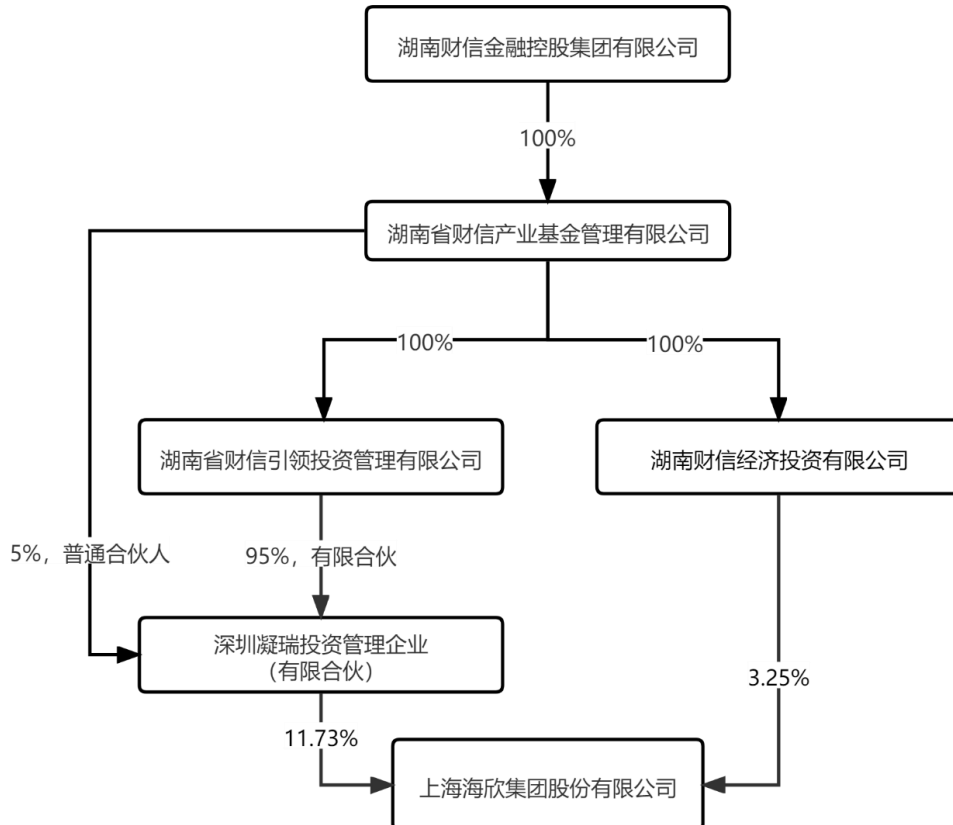 湖南财信金融控股集团有限公司
100%
湖南省财信产业基金管理有限公司
100%
100%
湖南省财信引领投资管理有限公司
湖南财信经济投资有限公司
5%，普通合伙人
95%，有限合伙
深圳凝瑞投资管理企业
（有限合伙）
3.25%
11.73%
上海海欣集团股份有限公司